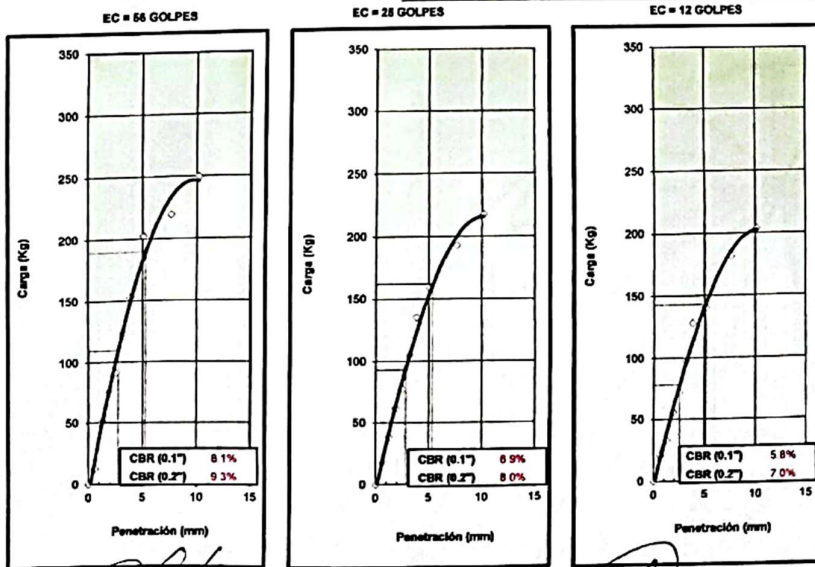 EC = 56 GOLPES
350
300
250
200
150
100
50
0
Carga (Kg)
CBR (0.1") 8.1%
CBR (0.2") 9.3%
0 5 10 15
Penetración (mm)
EC = 25 GOLPES
350
300
250
200
150
100
50
0
Carga (Kg)
CBR (0.1") 6.9%
CBR (0.2") 8.0%
0 5 10 15
Penetración (mm)
EC = 12 GOLPES
350
300
250
200
150
100
50
0
Carga (Kg)
CBR (0.1") 5.8%
CBR (0.2") 7.0%
0 5 10 15
Penetración (mm)